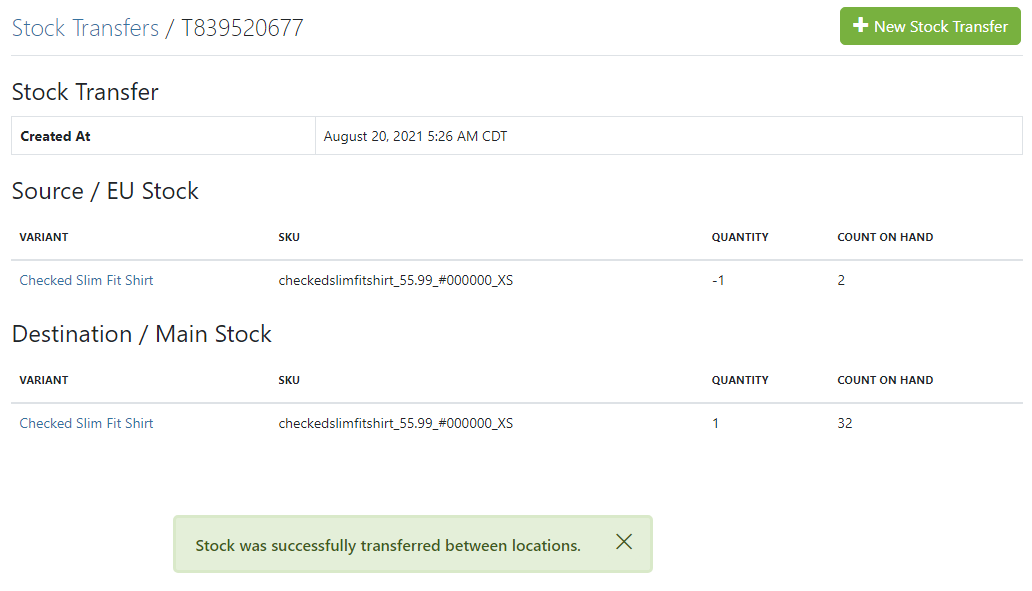 Stock Transfers / T839520677
New Stock Transfer
Stock Transfer
Created At August 20, 2021 5:26 AM CDT
Source / EU Stock
VARIANT SKU QUANTITY COUNT ON HAND
Checked Slim Fit Shirt checkedslimfitshirt_55.99_#000000_XS -1 2
Destination / Main Stock
VARIANT SKU QUANTITY COUNT ON HAND
Checked Slim Fit Shirt checkedslimfitshirt_55.99_#000000_XS 1 32
Stock was successfully transferred between locations.